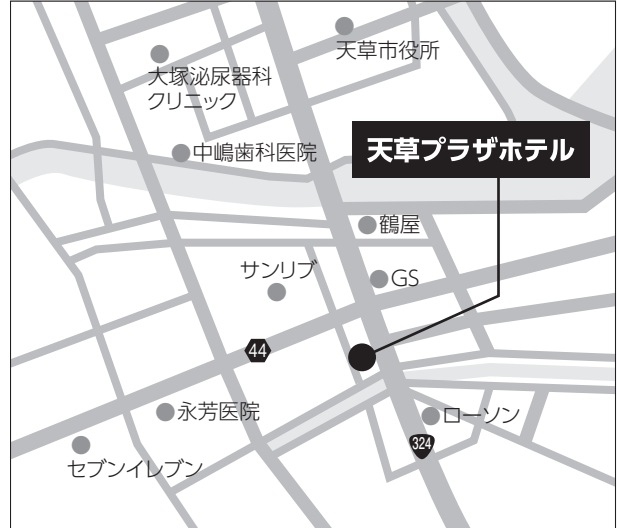 天草市役所
大塚泌尿器科
クリニック
中嶋歯科医院
天草プラザホテル
鶴屋
サンリブ
GS
44
永芳医院
ローソン
324
セブンイレブン